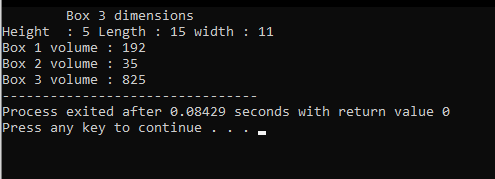 Box 3 dimensions
Height  : 5 Length : 15 width : 11
Box 1 volume : 192
Box 2 volume : 35
Box 3 volume : 825
--------------------------------
Process exited after 0.08429 seconds with return value 0
Press any key to continue . . .